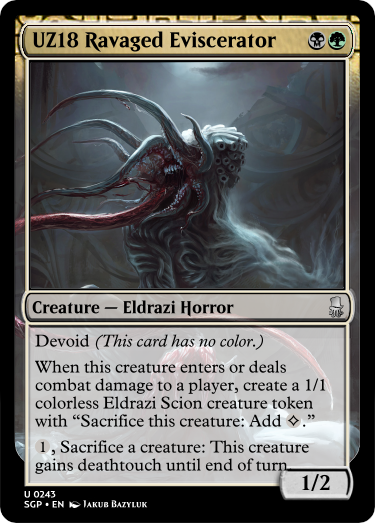 UZ18 Ravaged Eviscerator
Creature — Eldrazi Horror
Devoid (This card has no color.)
When this creature enters or deals
combat damage to a player, create a 1/1
colorless Eldrazi Scion creature token
with “Sacrifice this creature: Add ◇.”
1 , Sacrifice a creature: This creature
gains deathtouch until end of turn.
1/2
U 0243
SGP • EN Jakub Bazyluk